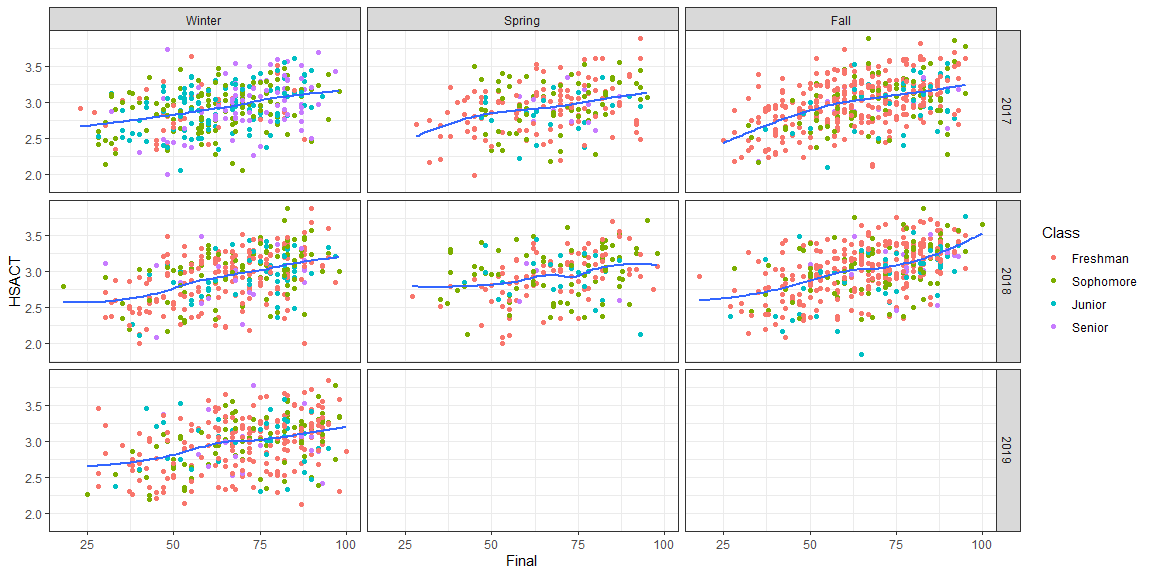 Winter Spring Fall
3.5
3.0
2.5
2.0
2017
3.5
3.0
2.5
2.0
2018
3.5
3.0
2.5
2.0
2019
HSACT
25 50 75 100 25 50 75 100 25 50 75 100
Final
Class
Freshman
Sophomore
Junior
Senior